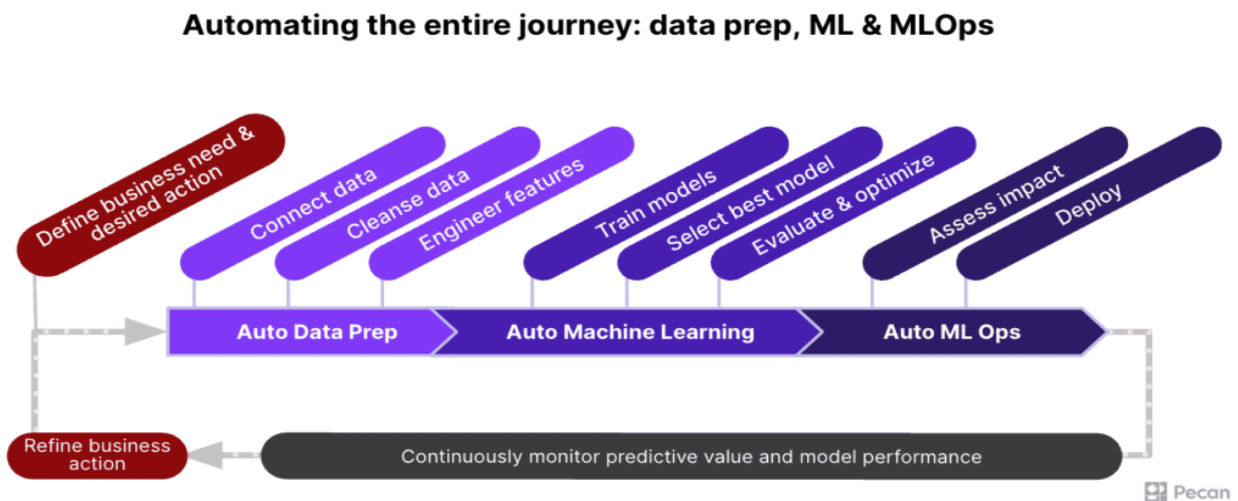 Automating the entire journey: data prep, ML & MLOps
Define business need &
desired action
Connect data
Cleanse data
Engineer features
Train models
Select best model
Evaluate & optimize
Assess impact
Deploy
Auto Data Prep
Auto Machine Learning
Auto ML Ops
Refine business
action
Continuously monitor predictive value and model performance
Pecan